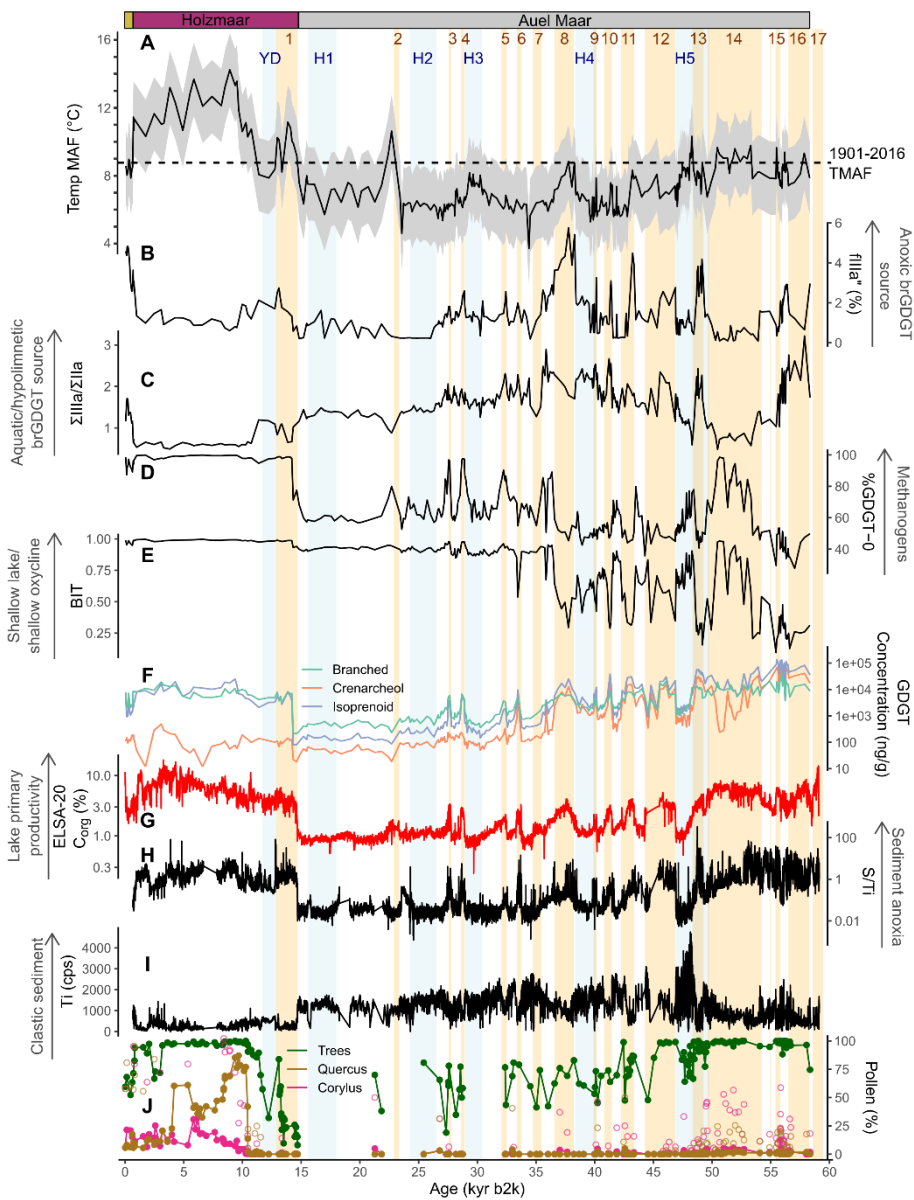 Holzmaar
Auel Maar
1 2 3 4 5 6 7 8 9 10 11 12 13 14 15 16 17
YD H1 H2 H3 H4 H5
A
Temp MAF (°C)
16
12
8
4
1901-2016
TMAF
B
fIIIa" (%)
6
4
2
0
Anoxic brGDGT
source
C
Aquatic/hypolimnetic
brGDGT source
ΣIIIa/ΣIIa
3
2
1
D
%GDGT-0
100
80
60
40
Methanogens
E
Shallow lake/
shallow oxycline
BIT
1.00
0.75
0.50
0.25
F
Branched
Crenarcheol
Isoprenoid
GDGT
Concentration (ng/g)
1e+05
1e+04
1e+03
100
10
G
Lake primary
productivity
ELSA-20
Corg (%)
10.0
3.0
1.0
0.3
H
S/Ti
100
1
0.01
Sediment anoxia
I
Clastic sediment
Ti (cps)
4000
3000
2000
1000
0
J
Trees
Quercus
Corylus
Pollen (%)
100
75
50
25
0
0 5 10 15 20 25 30 35 40 45 50 55 60
Age (kyr b2k)